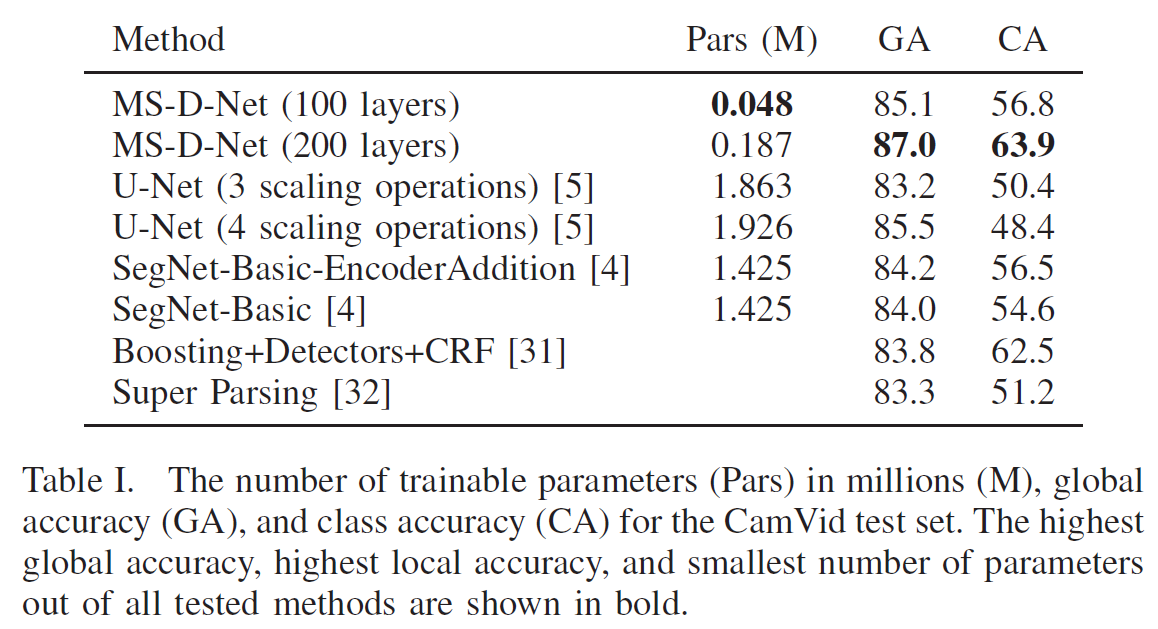 Method Pars (M) GA CA
MS-D-Net (100 layers) 0.048 85.1 56.8
MS-D-Net (200 layers) 0.187 87.0 63.9
U-Net (3 scaling operations) [5] 1.863 83.2 50.4
U-Net (4 scaling operations) [5] 1.926 85.5 48.4
SegNet-Basic-EncoderAddition [4] 1.425 84.2 56.5
SegNet-Basic [4] 1.425 84.0 54.6
Boosting+Detectors+CRF [31] 83.8 62.5
Super Parsing [32] 83.3 51.2
Table I. The number of trainable parameters (Pars) in millions (M), global
accuracy (GA), and class accuracy (CA) for the CamVid test set. The highest
global accuracy, highest local accuracy, and smallest number of parameters
out of all tested methods are shown in bold.